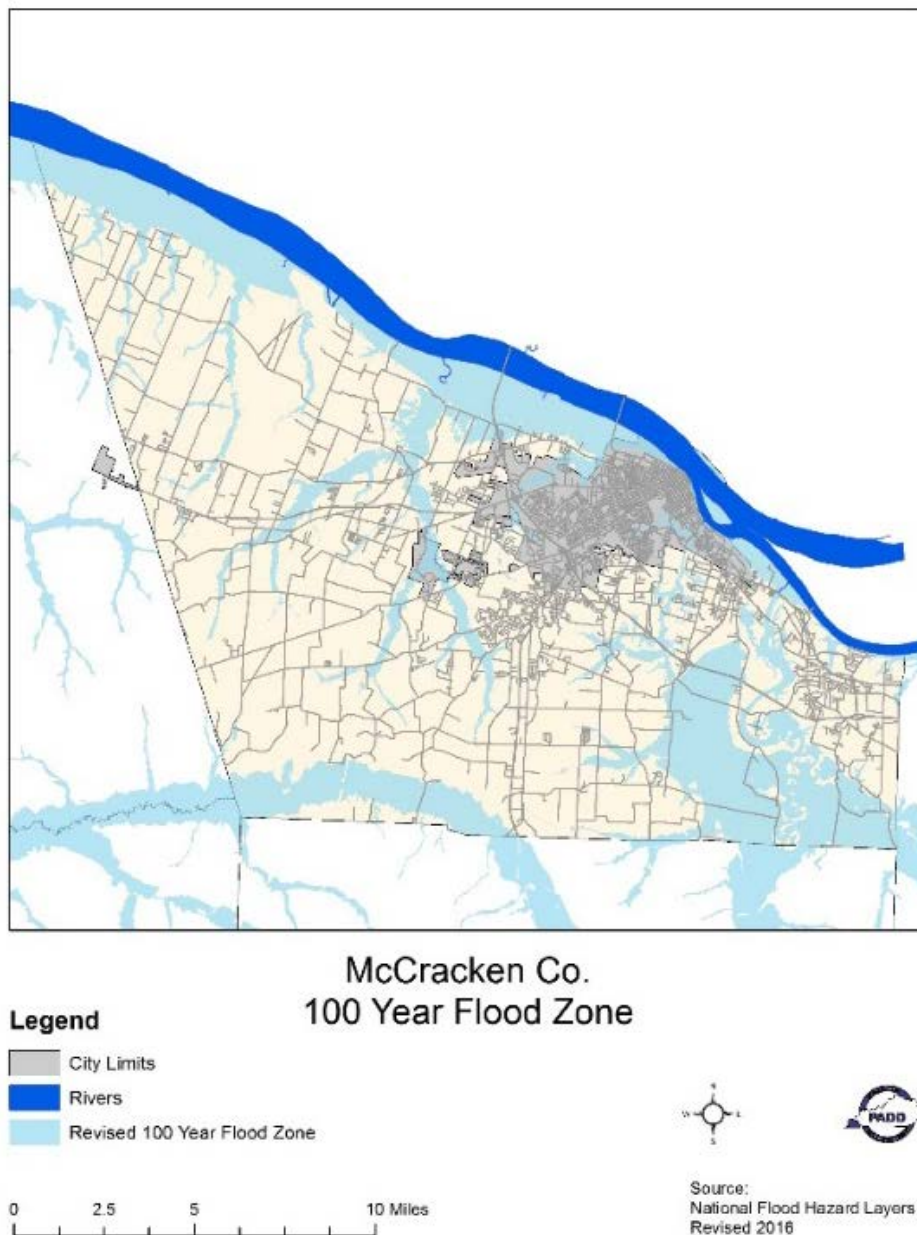 McCracken Co.
100 Year Flood Zone
Legend
City Limits
Rivers
Revised 100 Year Flood Zone
0 2.5 5 10 Miles
N
W E
S
PADD
Source:
National Flood Hazard Layers
Revised 2016